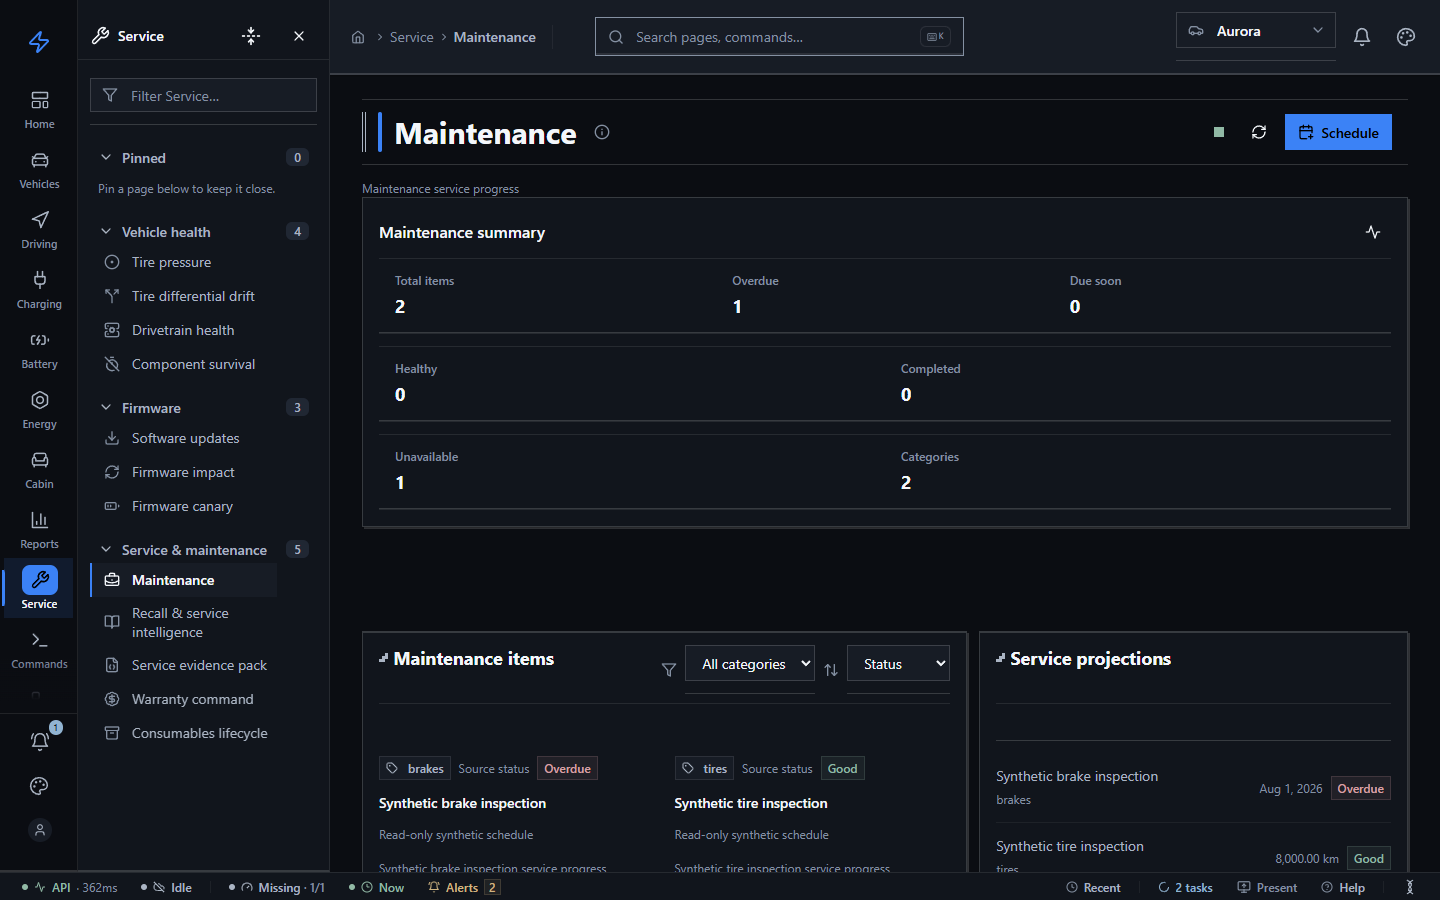 Home
Vehicles
Driving
Charging
Battery
Energy
Cabin
Reports
Service
Commands
1
Service
Filter Service...
Pinned 0
Pin a page below to keep it close.
Vehicle health 4
Tire pressure
Tire differential drift
Drivetrain health
Component survival
Firmware 3
Software updates
Firmware impact
Firmware canary
Service & maintenance 5
Maintenance
Recall & service
intelligence
Service evidence pack
Warranty command
Consumables lifecycle
Service Maintenance
Search pages, commands... K
Aurora
Maintenance
Schedule
Maintenance service progress
Maintenance summary
Total items Overdue Due soon
2 1 0
Healthy Completed
0 0
Unavailable Categories
1 2
Maintenance items All categories Status
brakes Source status Overdue
Synthetic brake inspection
Read-only synthetic schedule
Synthetic brake inspection service progress
tires Source status Good
Synthetic tire inspection
Read-only synthetic schedule
Synthetic tire inspection service progress
Service projections
Synthetic brake inspection
brakes
Aug 1, 2026 Overdue
Synthetic tire inspection
tires
8,000.00 km Good
API · 362ms Idle Missing · 1/1 Now Alerts 2 Recent 2 tasks Present Help